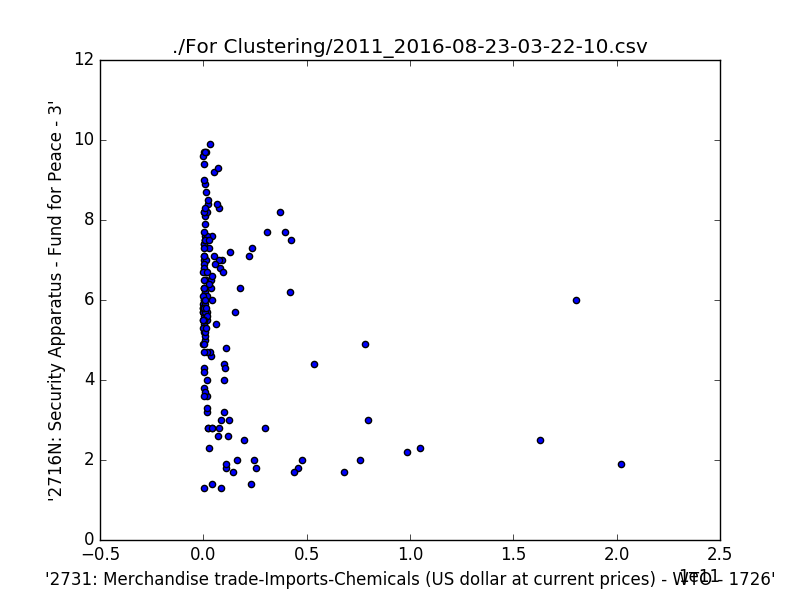 ./For Clustering/2011_2016-08-23-03-22-10.csv
12
10
8
6
4
2
0
'2716N: Security Apparatus - Fund for Peace - 3'
−0.5 0.0 0.5 1.0 1.5 2.0 2.5
1e11
'2731: Merchandise trade-Imports-Chemicals (US dollar at current prices) - WTO - 1726'